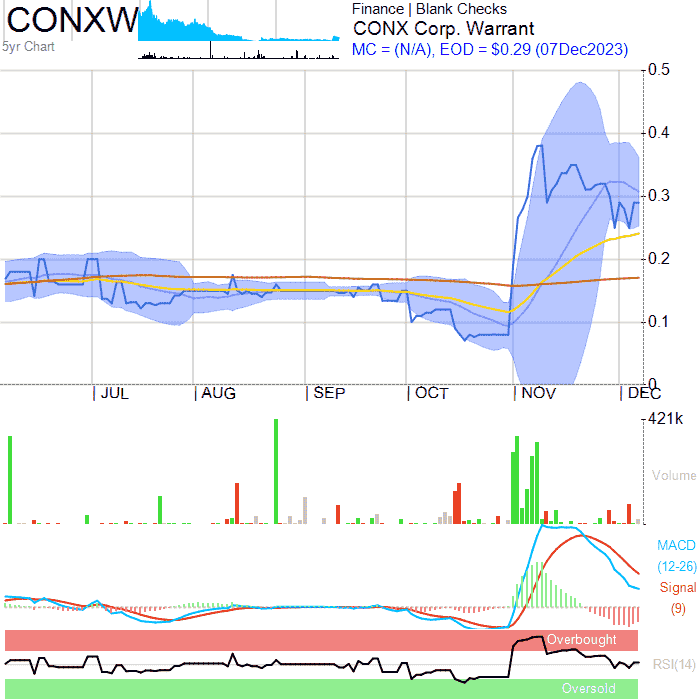 CONXW
Finance | Blank Checks
CONX Corp. Warrant
5yr Chart
MC = (N/A), EOD = $0.29 (07Dec2023)
0.5
0.4
0.3
0.2
0.1
0
JUL AUG SEP OCT NOV DEC
421k
Volume
MACD
(12-26)
Signal
(9)
Overbought
RSI(14)
Oversold